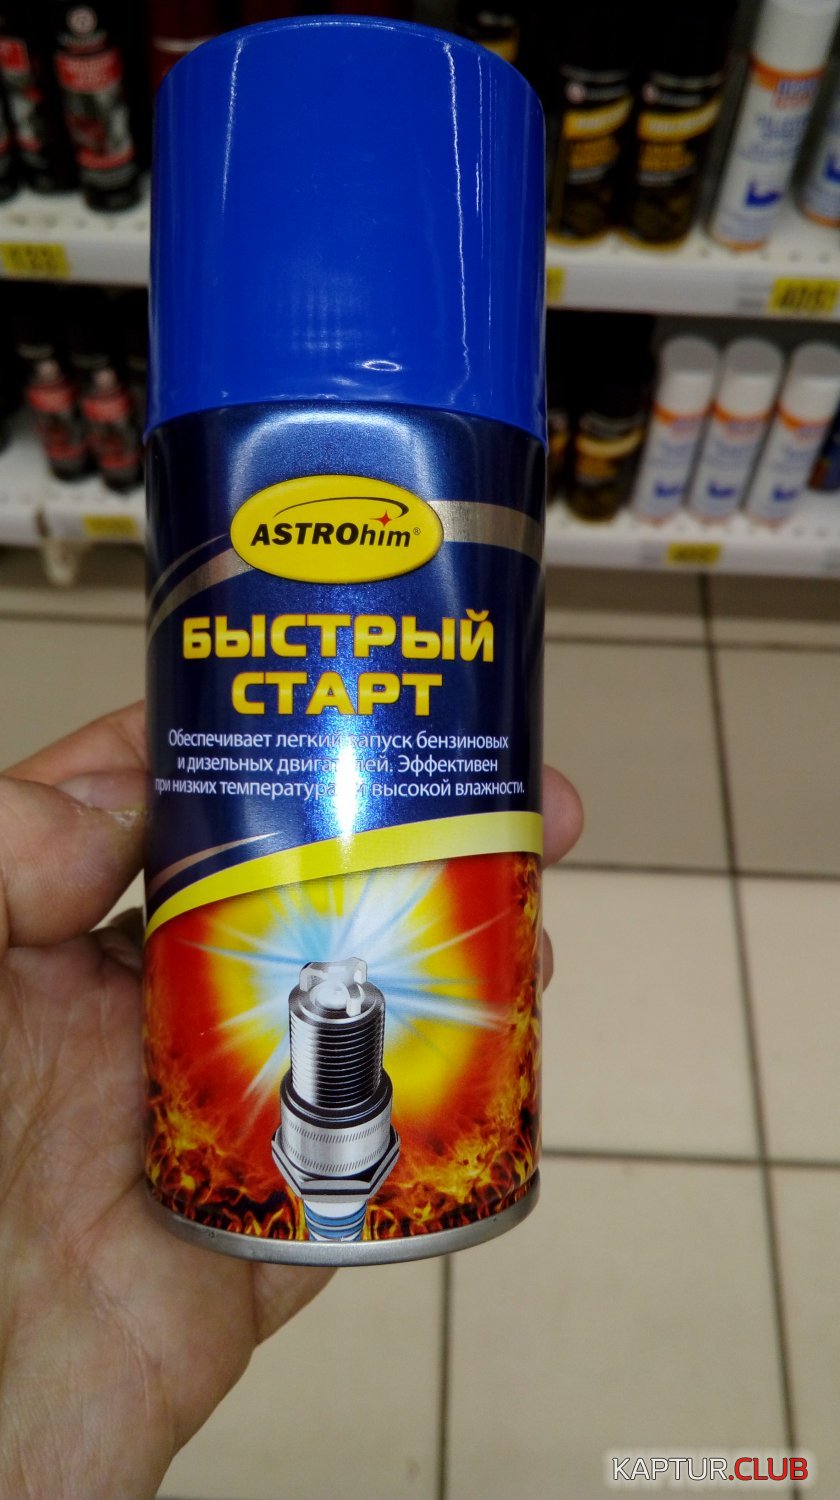 ASTROhim®
БЫСТРЫЙ
СТАРТ
Обеспечивает легкий запуск бензиновых
и дизельных двигателей. Эффективен
при низких температурах и высокой влажности.
KAPTUR.CLUB